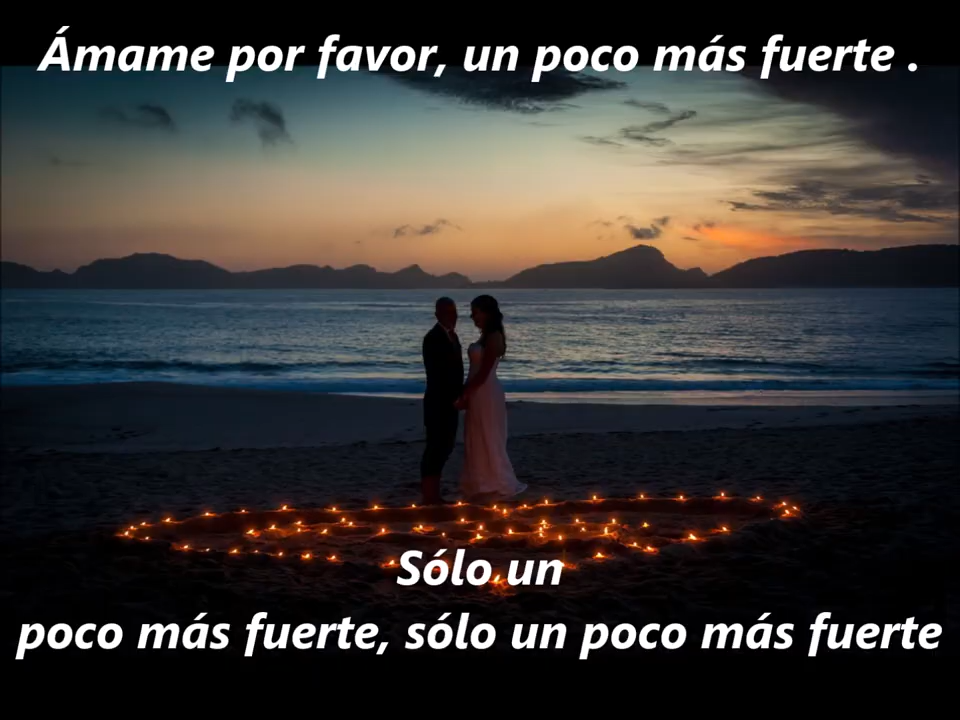 Ámame por favor, un poco más fuerte .
Sólo un
poco más fuerte, sólo un poco más fuerte